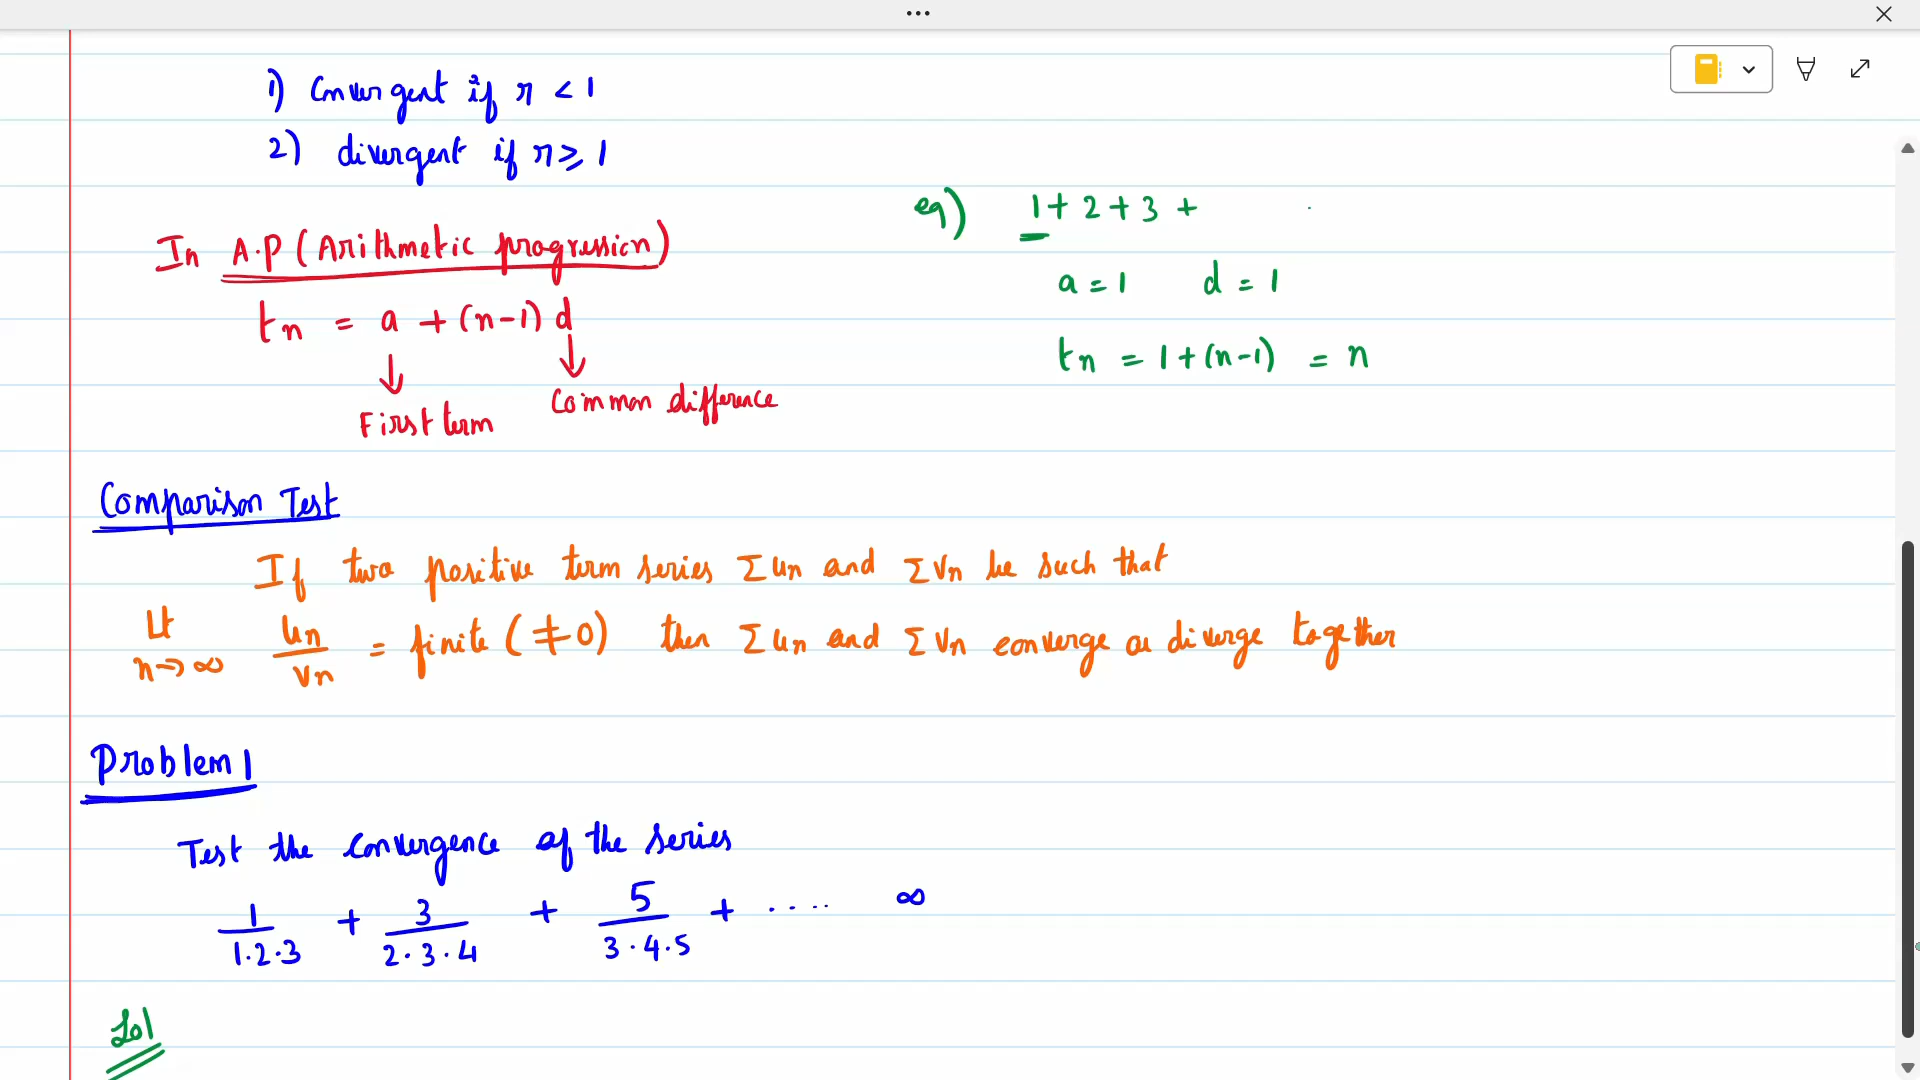 1) Convergent if r < 1
2) divergent if r ≥ 1
In A.P (Arithmetic progression)
tn = a + (n-1) d
↓ ↓
First term Common difference
eg) 1 + 2 + 3 +
a = 1 d = 1
tn = 1 + (n-1) = n
Comparison Test
If two positive term series Σun and Σvn be such that
Lt n→∞ un/vn = finite (≠0) then Σun and Σvn converge or diverge together
Problem 1
Test the convergence of the series
1/1·2·3 + 3/2·3·4 + 5/3·4·5 + .... ∞
Sol